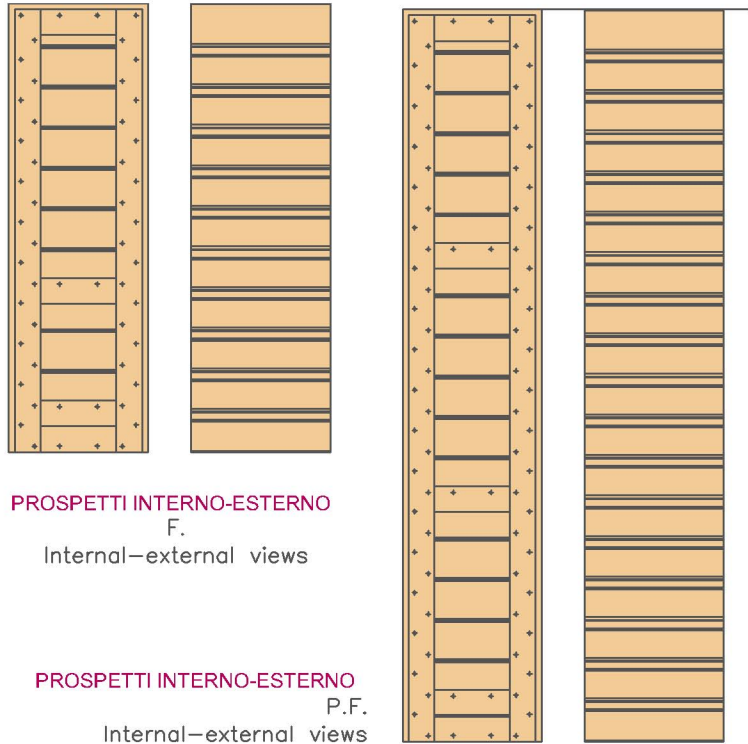 PROSPETTI INTERNO-ESTERNO
F.
Internal-external views
PROSPETTI INTERNO-ESTERNO
P.F.
Internal-external views